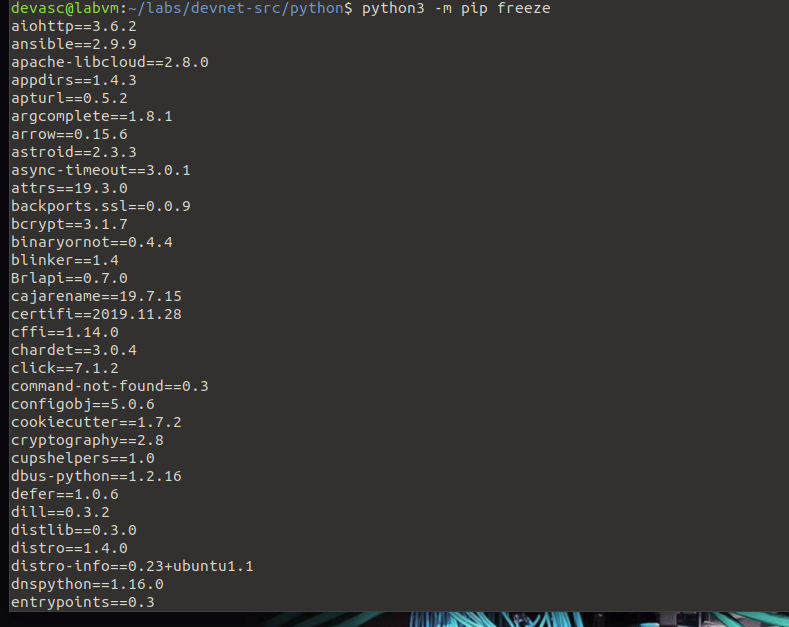 devasc@labvm:~/labs/devnet-src/python$ python3 -m pip freeze
aiohttp==3.6.2
ansible==2.9.9
apache-libcloud==2.8.0
appdirs==1.4.3
apturl==0.5.2
argcomplete==1.8.1
arrow==0.15.6
astroid==2.3.3
async-timeout==3.0.1
attrs==19.3.0
backports.ssl==0.0.9
bcrypt==3.1.7
binaryornot==0.4.4
blinker==1.4
Brlapi==0.7.0
cajarename==19.7.15
certifi==2019.11.28
cffi==1.14.0
chardet==3.0.4
click==7.1.2
command-not-found==0.3
configobj==5.0.6
cookiecutter==1.7.2
cryptography==2.8
cupshelpers==1.0
dbus-python==1.2.16
defer==1.0.6
dill==0.3.2
distlib==0.3.0
distro==1.4.0
distro-info==0.23+ubuntu1.1
dnspython==1.16.0
entrypoints==0.3